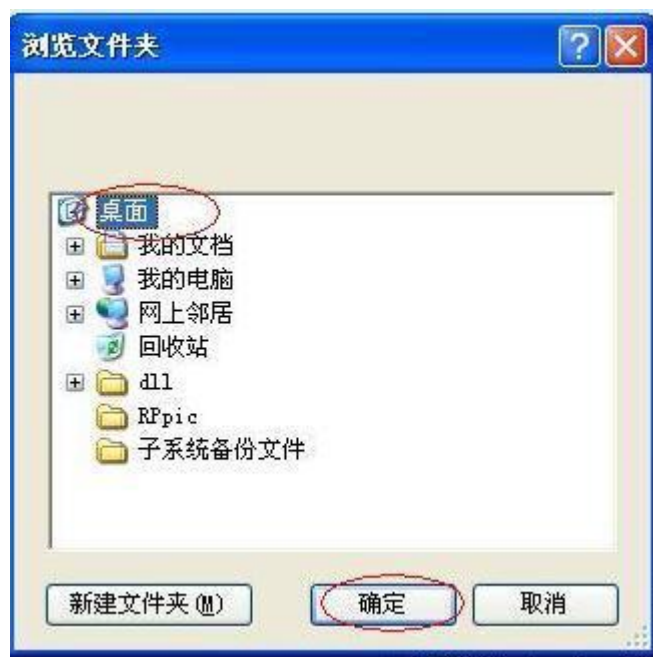 浏览文件夹
桌面
我的文档
我的电脑
网上邻居
回收站
dll
RPpic
子系统备份文件
新建文件夹(M) 确定 取消